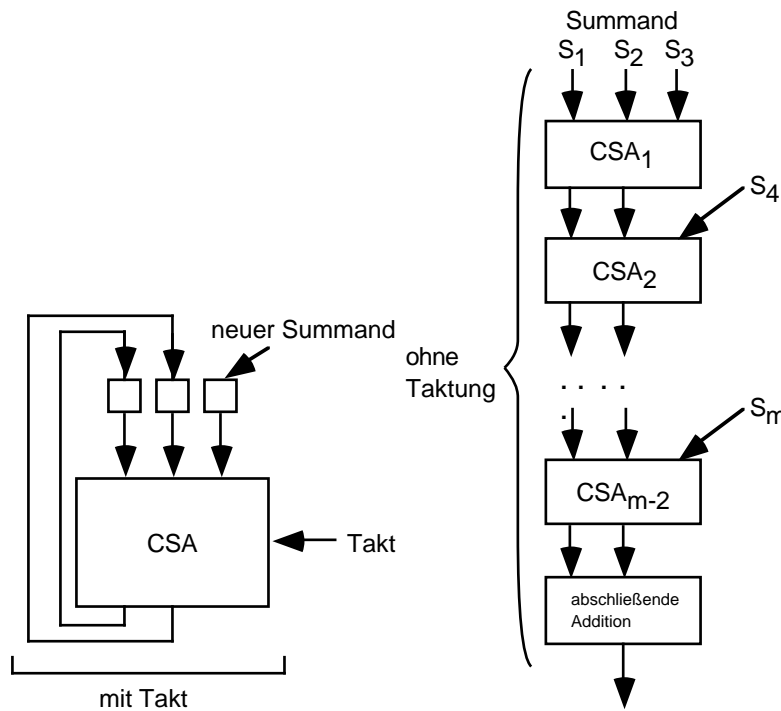 Summand
S1 S2 S3
CSA1
S4
CSA2
neuer Summand
ohne
Taktung
. . . .
.
Sm
CSAm-2
CSA
Takt
abschließende
Addition
mit Takt